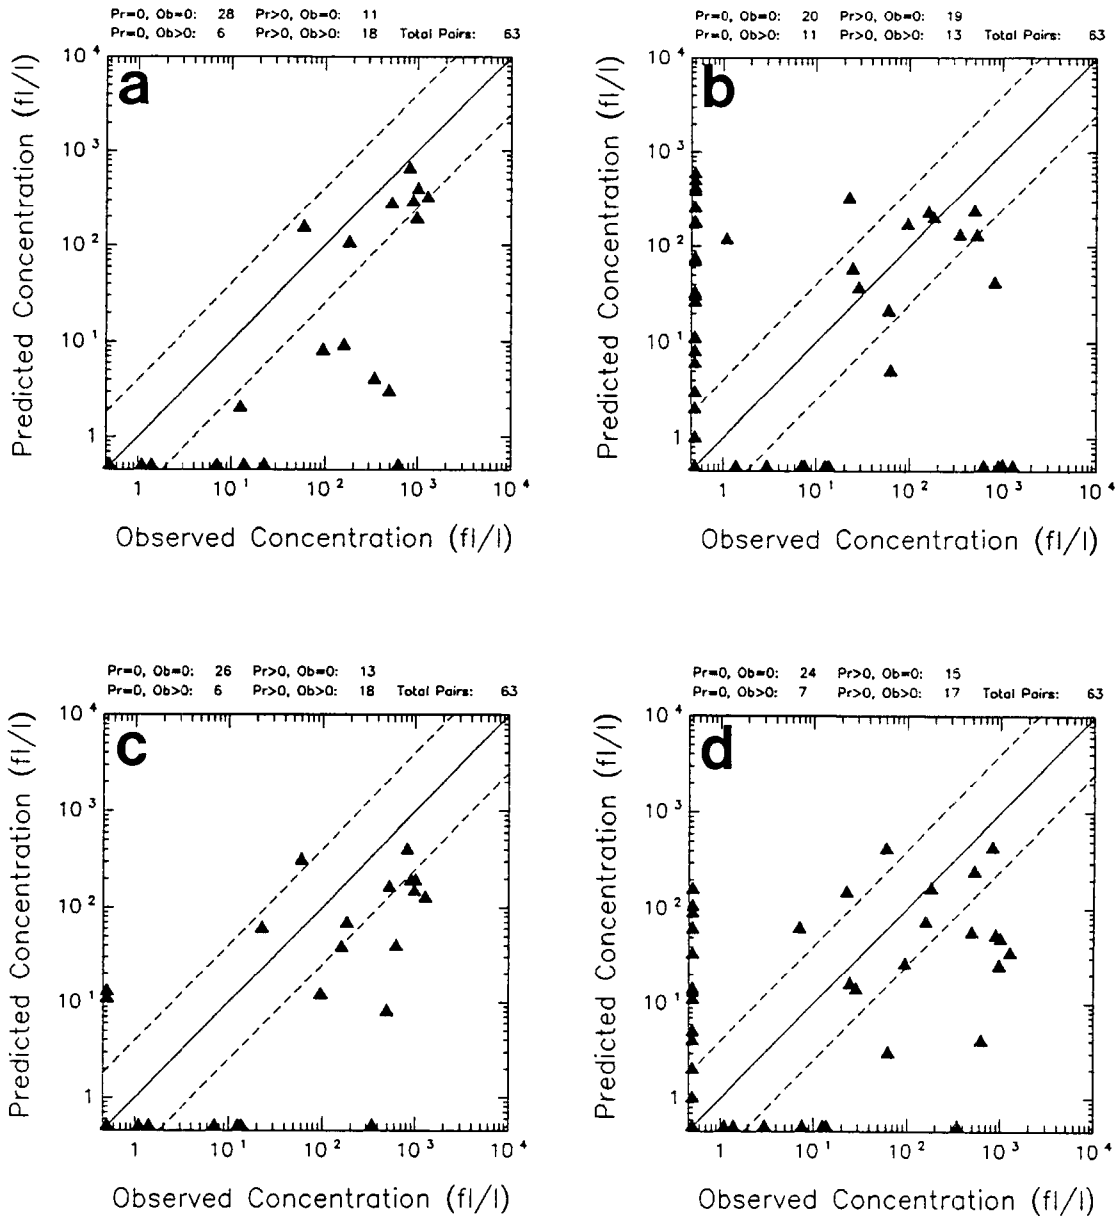 Pr=0, Ob=0: 28 Pr>0, Ob=0: 11
Pr=0, Ob>0: 6 Pr>0, Ob>0: 18 Total Pairs: 63
a
Predicted Concentration (fl/l)
10^4
10^3
10^2
10^1
1
1 10^1 10^2 10^3 10^4
Observed Concentration (fl/l)
Pr=0, Ob=0: 20 Pr>0, Ob=0: 19
Pr=0, Ob>0: 11 Pr>0, Ob>0: 13 Total Pairs: 63
b
Predicted Concentration (fl/l)
10^4
10^3
10^2
10^1
1
1 10^1 10^2 10^3 10^4
Observed Concentration (fl/l)
Pr=0, Ob=0: 26 Pr>0, Ob=0: 13
Pr=0, Ob>0: 6 Pr>0, Ob>0: 18 Total Pairs: 63
c
Predicted Concentration (fl/l)
10^4
10^3
10^2
10^1
1
1 10^1 10^2 10^3 10^4
Observed Concentration (fl/l)
Pr=0, Ob=0: 24 Pr>0, Ob=0: 15
Pr=0, Ob>0: 7 Pr>0, Ob>0: 17 Total Pairs: 63
d
Predicted Concentration (fl/l)
10^4
10^3
10^2
10^1
1
1 10^1 10^2 10^3 10^4
Observed Concentration (fl/l)